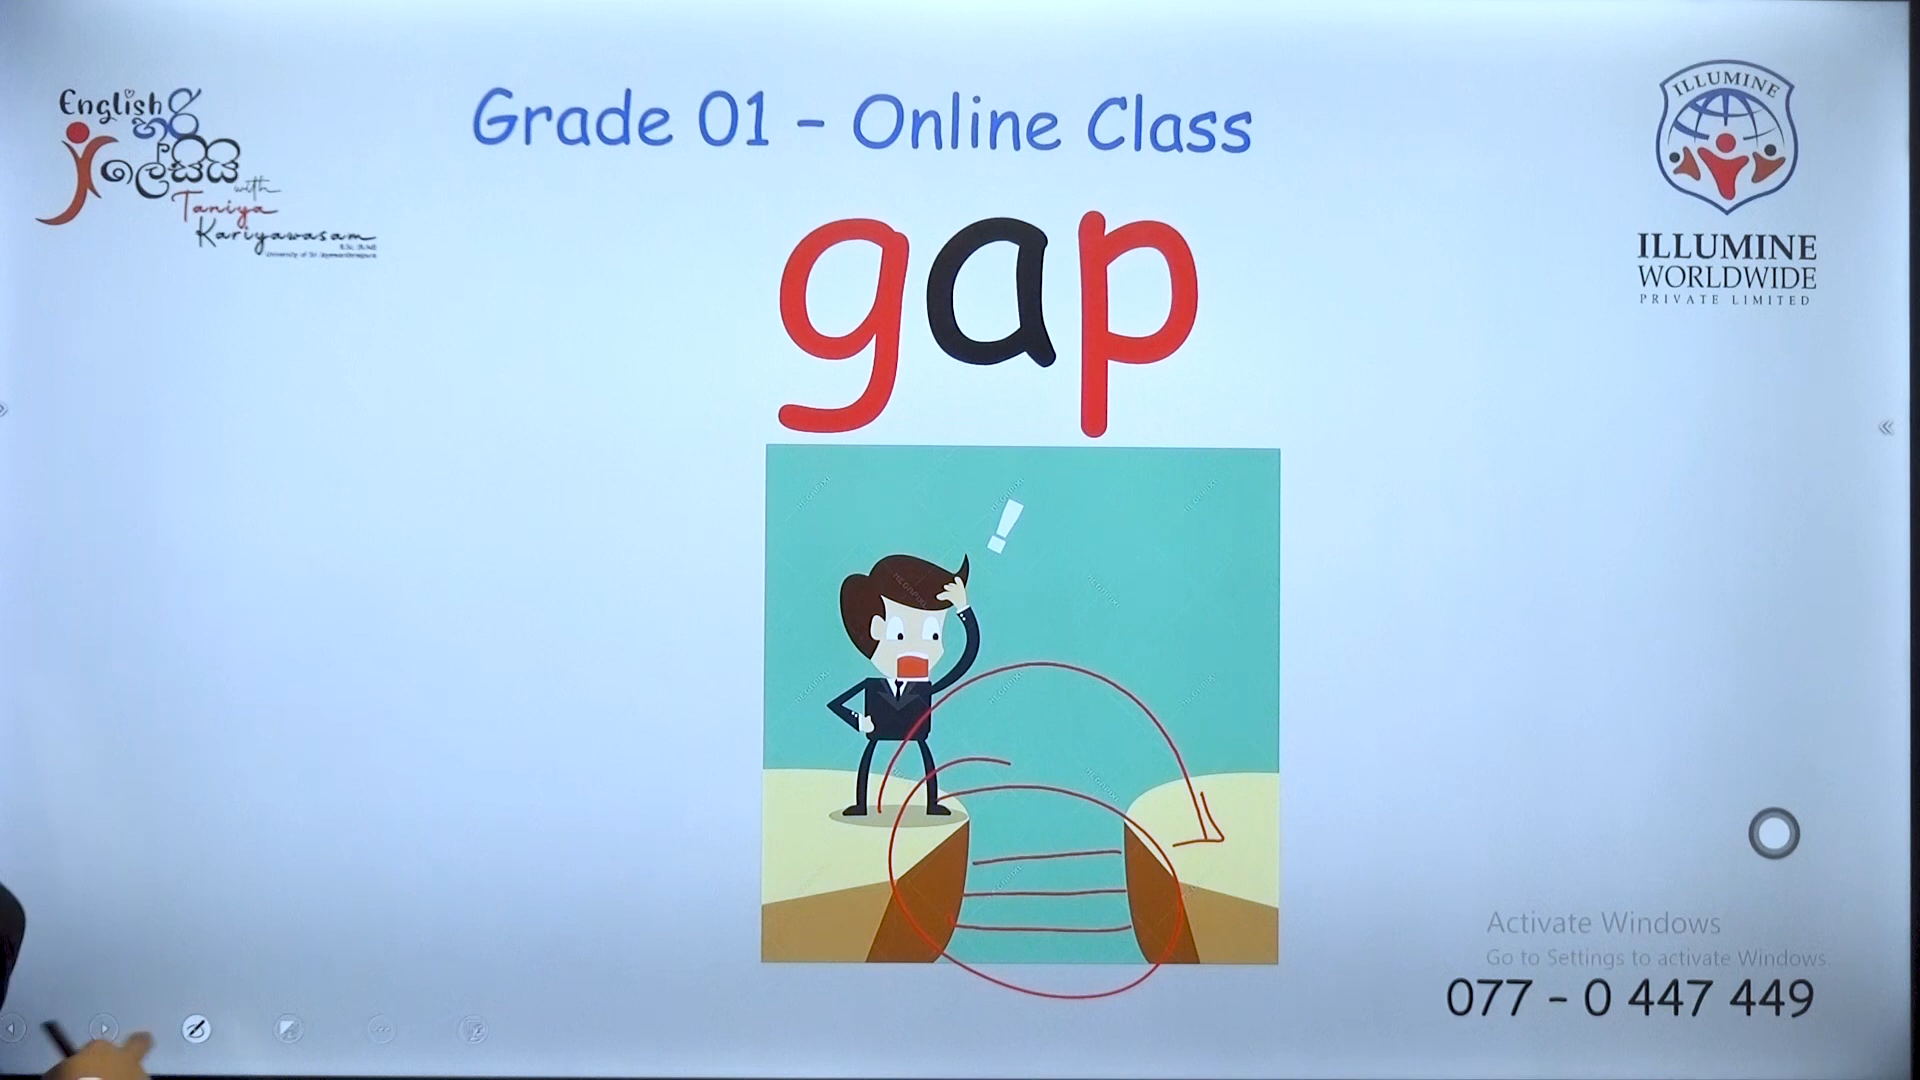 English හරි
ලේසියි
with
Taniya
Kariyawasam
Grade 01 - Online Class
gap
!
ILLUMINE
ILLUMINE
WORLDWIDE
PRIVATE LIMITED
Activate Windows
Go to Settings to activate Windows.
077 - 0 447 449